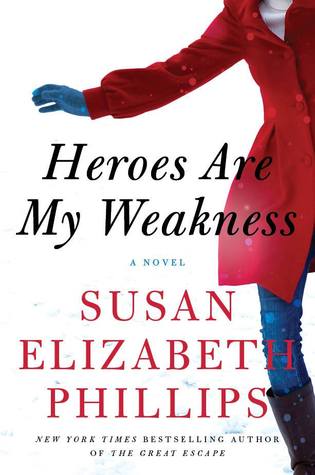 Heroes Are
My Weakness
A NOVEL
SUSAN
ELIZABETH
PHILLIPS
NEW YORK TIMES BESTSELLING AUTHOR
OF THE GREAT ESCAPE